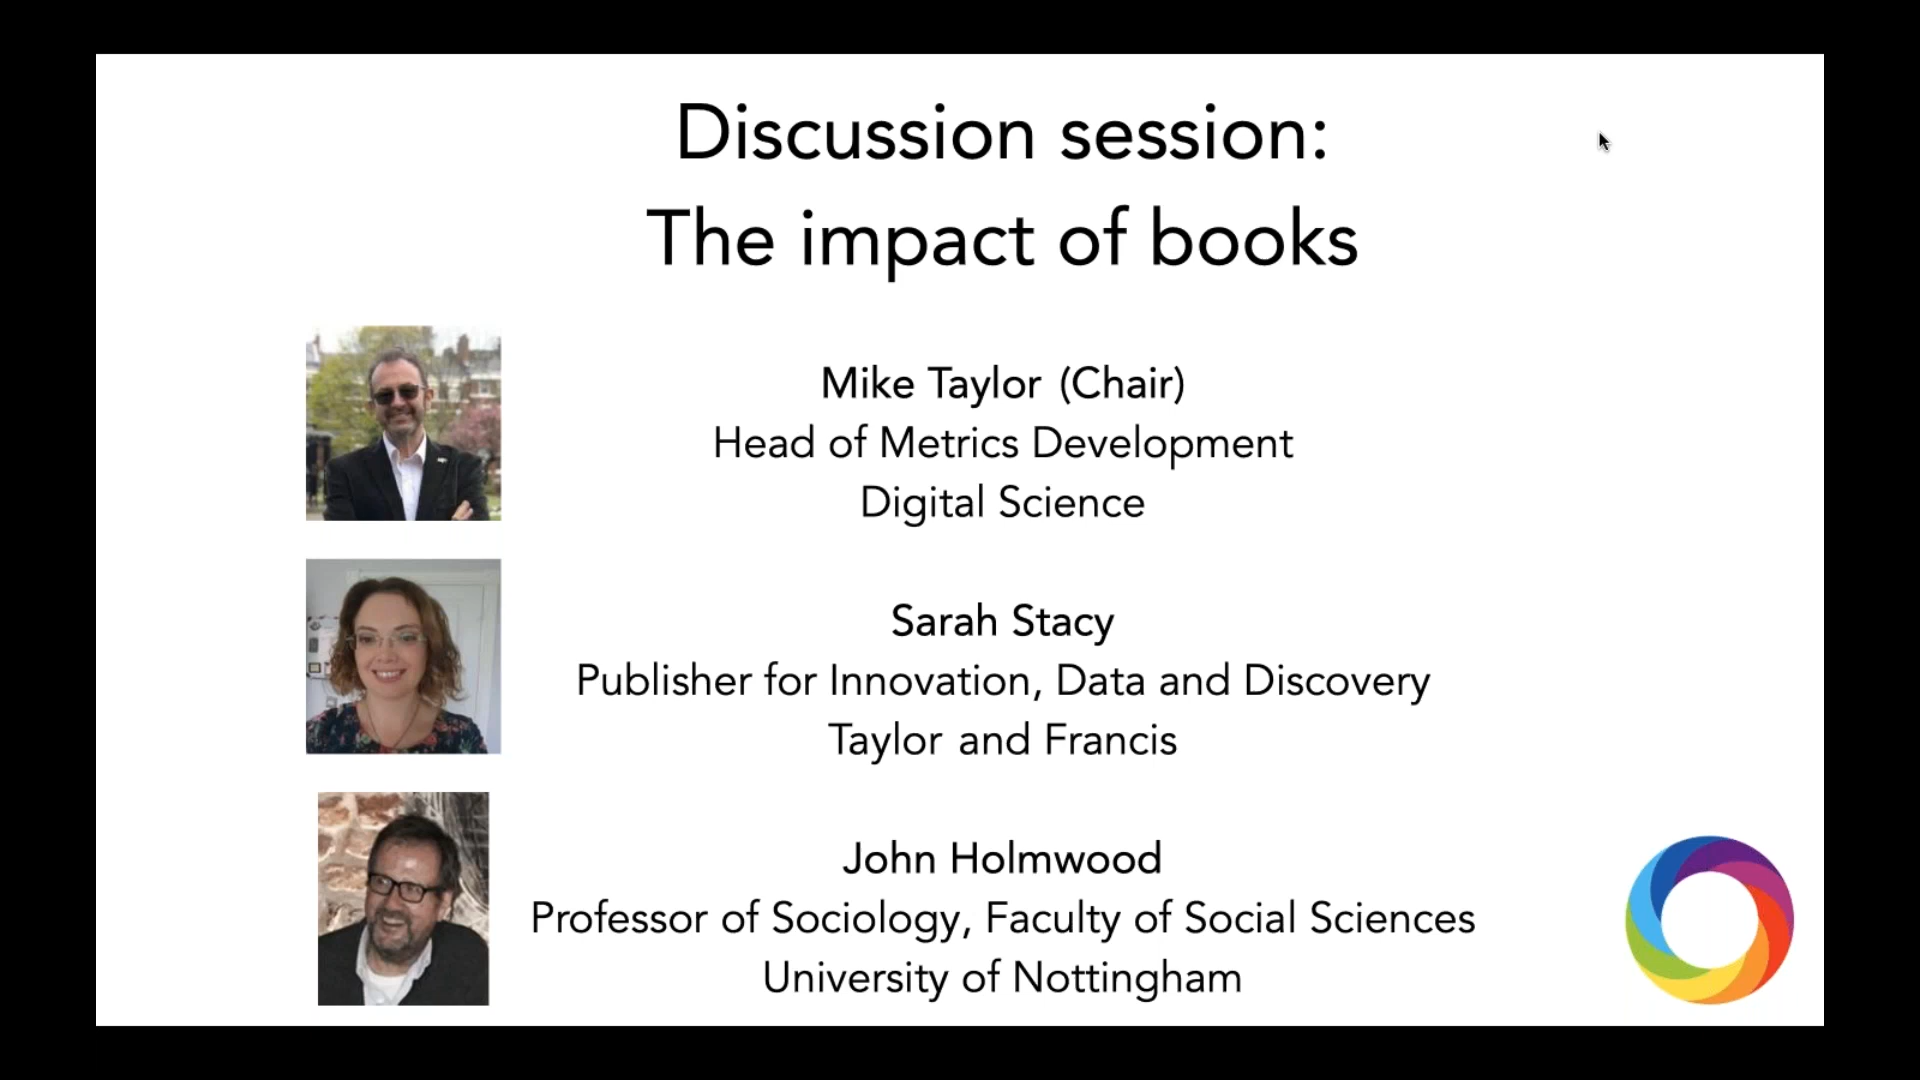 Discussion session:
The impact of books
Mike Taylor (Chair)
Head of Metrics Development
Digital Science
Sarah Stacy
Publisher for Innovation, Data and Discovery
Taylor and Francis
John Holmwood
Professor of Sociology, Faculty of Social Sciences
University of Nottingham